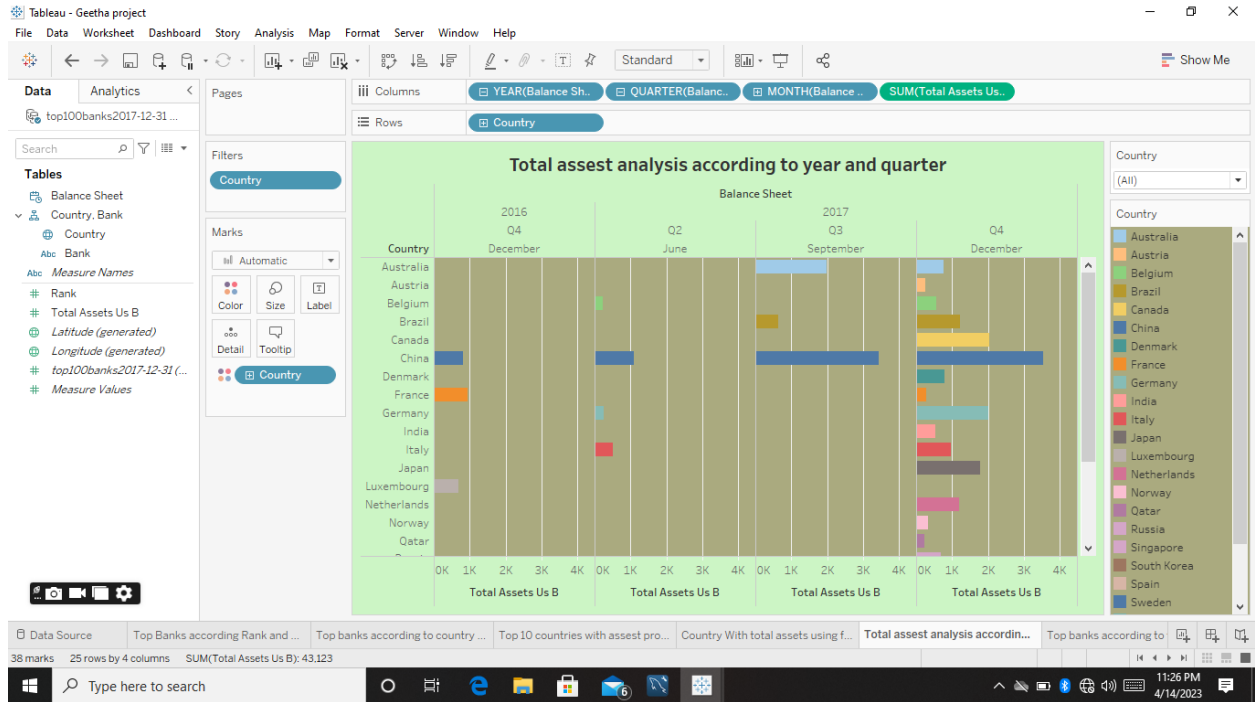 Tableau - Geetha project
File Data Worksheet Dashboard Story Analysis Map Format Server Window Help
Standard
Show Me
Data Analytics
top100banks2017-12-31 ...
Search
Tables
Balance Sheet
Country, Bank
Country
Abc Bank
Abc Measure Names
# Rank
# Total Assets Us B
Latitude (generated)
Longitude (generated)
# top100banks2017-12-31 (...
# Measure Values
Pages
Filters
Country
Marks
Automatic
Color Size Label
Detail Tooltip
Country
iii Columns YEAR(Balance Sh.. QUARTER(Balanc.. MONTH(Balance .. SUM(Total Assets Us..
Rows Country
Total assest analysis according to year and quarter
Balance Sheet
2016 2017
Q4 Q2 Q3 Q4
Country December June September December
Australia
Austria
Belgium
Brazil
Canada
China
Denmark
France
Germany
India
Italy
Japan
Luxembourg
Netherlands
Norway
Qatar
0K 1K 2K 3K 4K 0K 1K 2K 3K 4K 0K 1K 2K 3K 4K 0K 1K 2K 3K 4K
Total Assets Us B Total Assets Us B Total Assets Us B Total Assets Us B
Country
(All)
Country
Australia
Austria
Belgium
Brazil
Canada
China
Denmark
France
Germany
India
Italy
Japan
Luxembourg
Netherlands
Norway
Qatar
Russia
Singapore
South Korea
Spain
Sweden
Data Source Top Banks according Rank and ... Top banks according to country ... Top 10 countries with assest pro... Country With total assets using f... Total assest analysis accordin... Top banks according to
38 marks 25 rows by 4 columns SUM(Total Assets Us B): 43,123
Type here to search
6
11:26 PM
4/14/2023